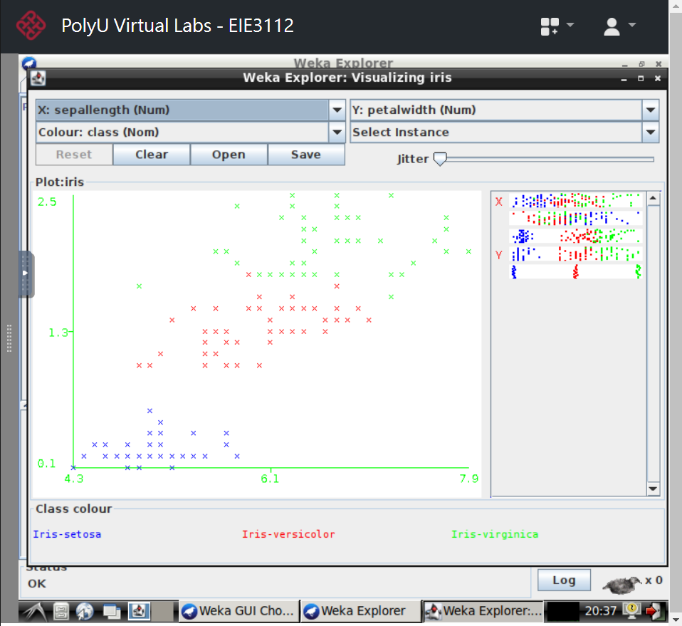 PolyU Virtual Labs - EIE3112
Weka Explorer
Weka Explorer: Visualizing iris
X: sepallength (Num)
Y: petalwidth (Num)
Colour: class (Nom)
Select Instance
Reset
Clear
Open
Save
Jitter
Plot:iris
2.5
1.3
0.1
4.3
6.1
7.9
X
Y
Class colour
Iris-setosa
Iris-versicolor
Iris-virginica
Status
OK
Log
x 0
Weka GUI Cho...
Weka Explorer
Weka Explorer:...
20:37